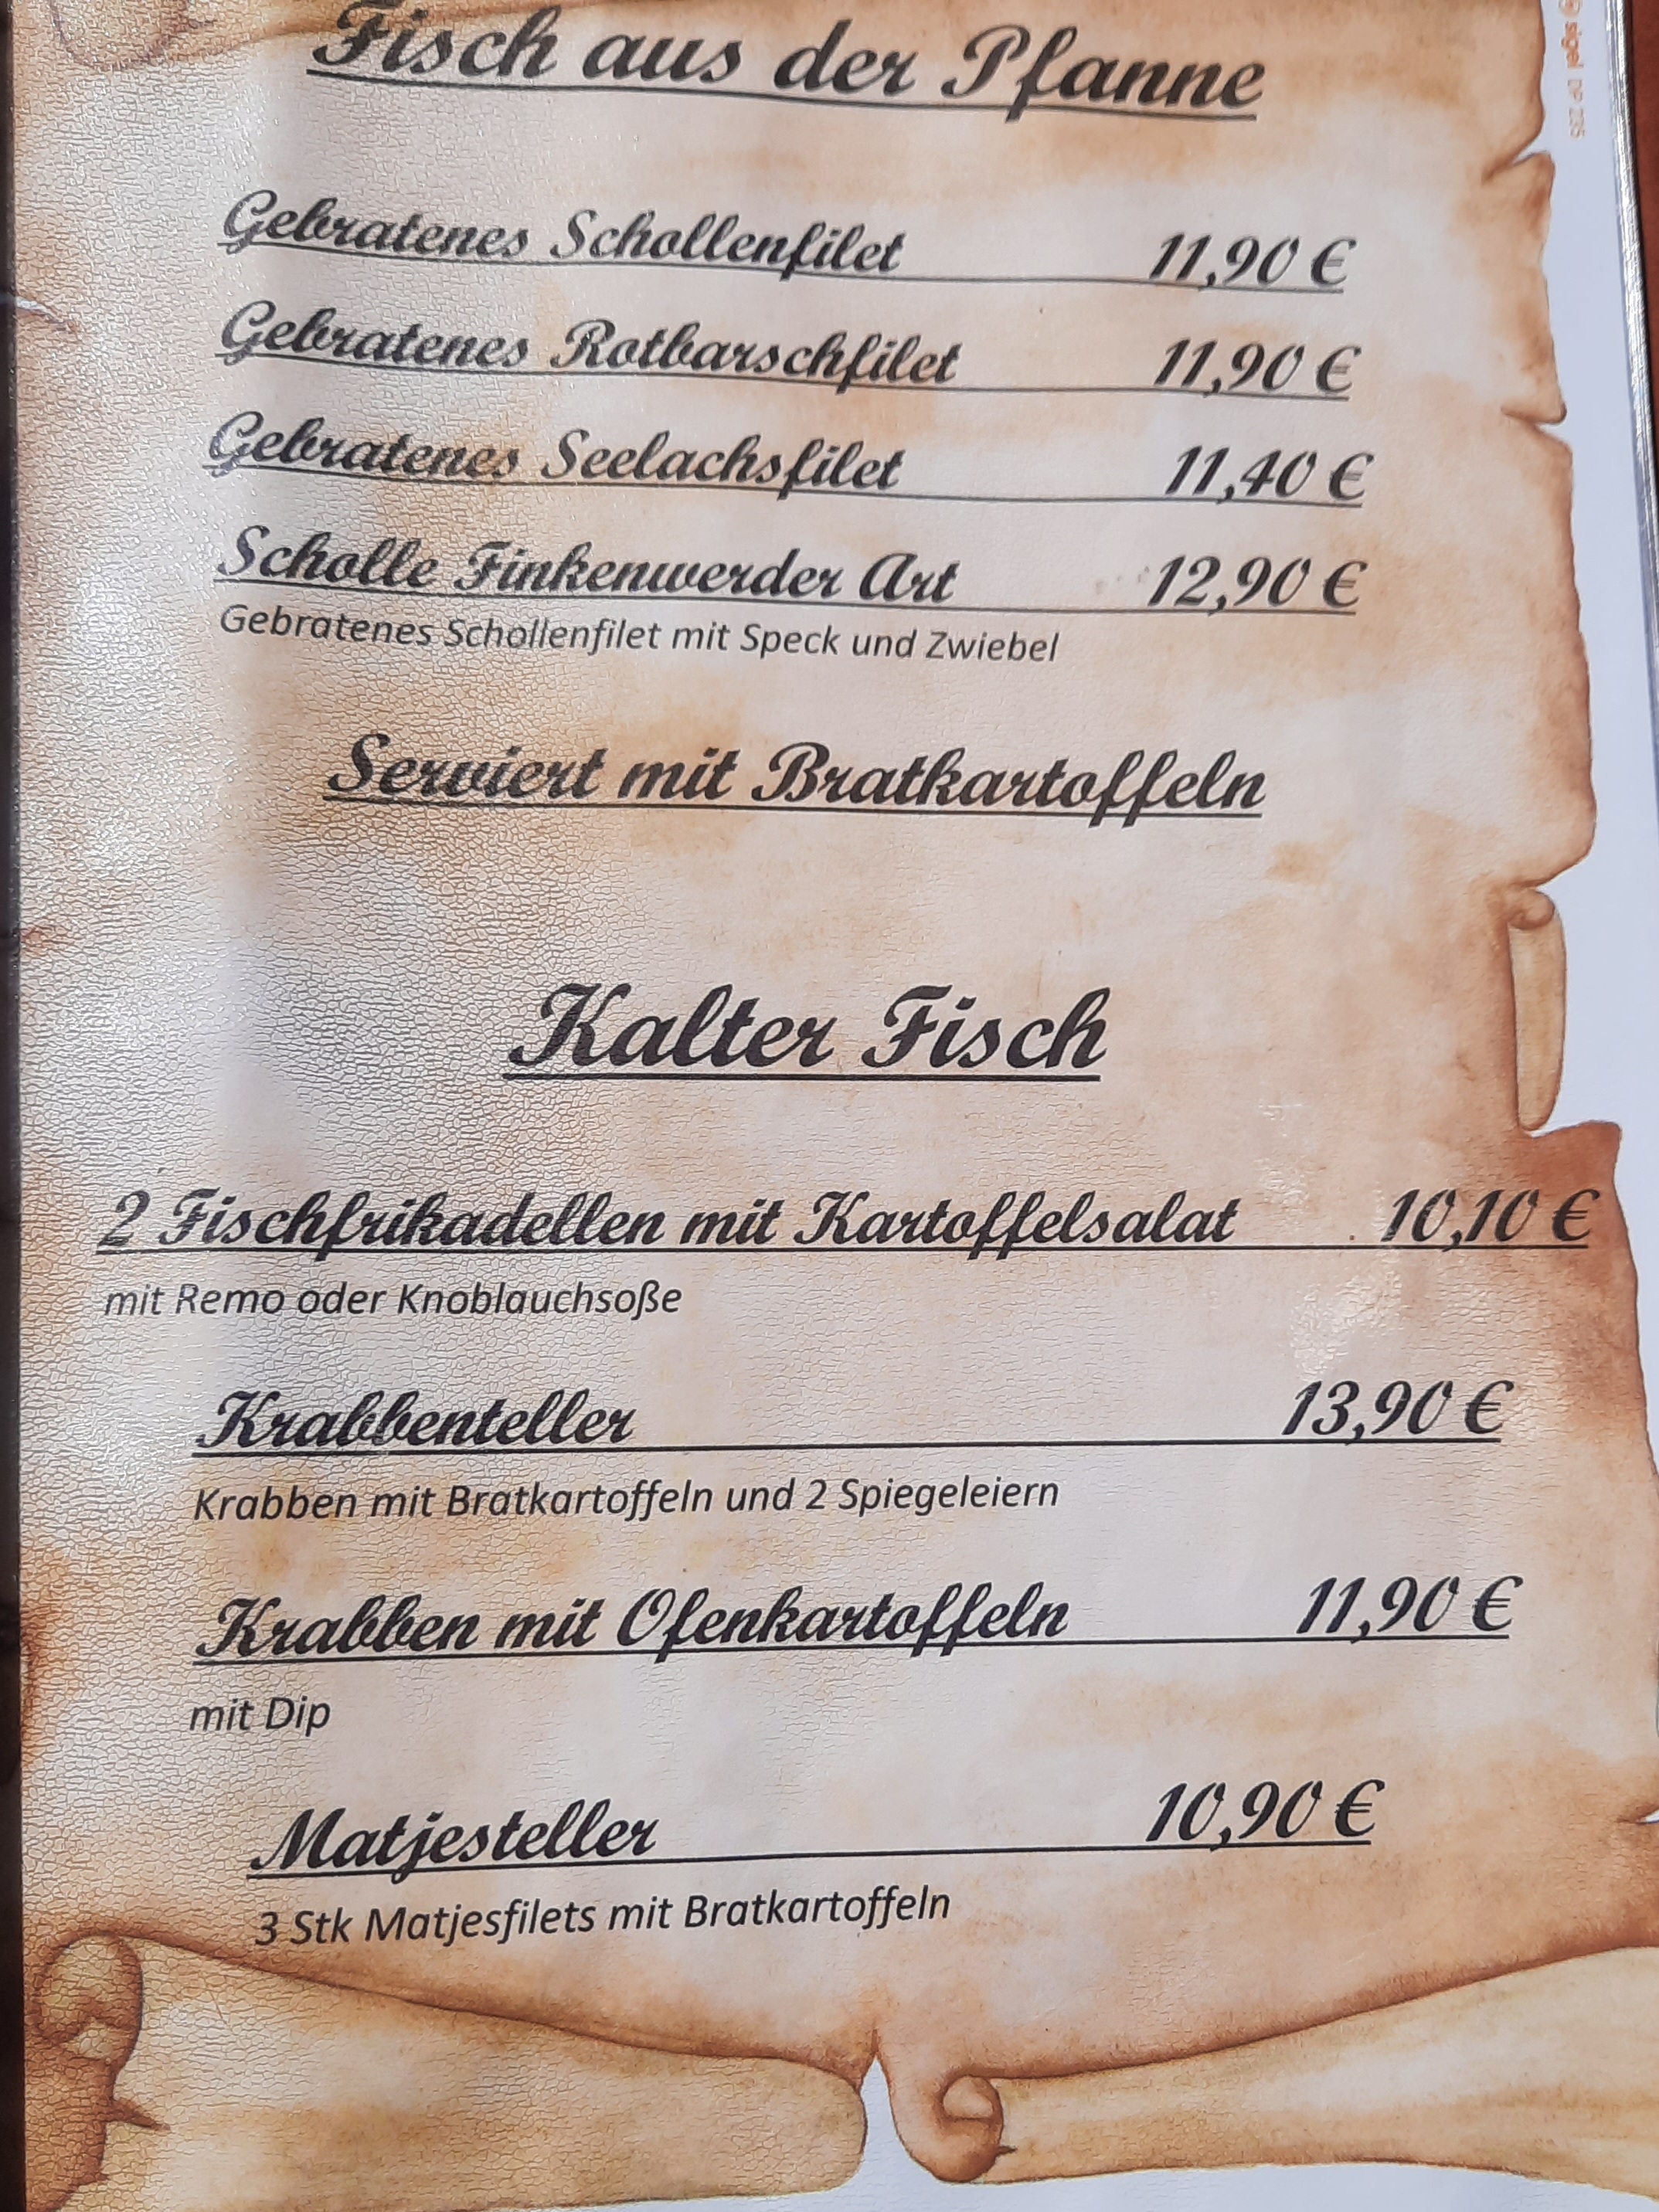 Fisch aus der Pfanne
Gebratenes Schollenfilet 11,90 €
Gebratenes Rotbarschfilet 11,90 €
Gebratenes Seelachsfilet 11,40 €
Scholle Finkenwerder Art 12,90 €
Gebratenes Schollenfilet mit Speck und Zwiebel
Serviert mit Bratkartoffeln
Kalter Fisch
2 Fischfrikadellen mit Kartoffelsalat 10,10 €
mit Remo oder Knoblauchsoße
Krabbenteller 13,90 €
Krabben mit Bratkartoffeln und 2 Spiegeleiern
Krabben mit Ofenkartoffeln 11,90 €
mit Dip
Matjesteller 10,90 €
3 Stk Matjesfilets mit Bratkartoffeln
sigel DP 235